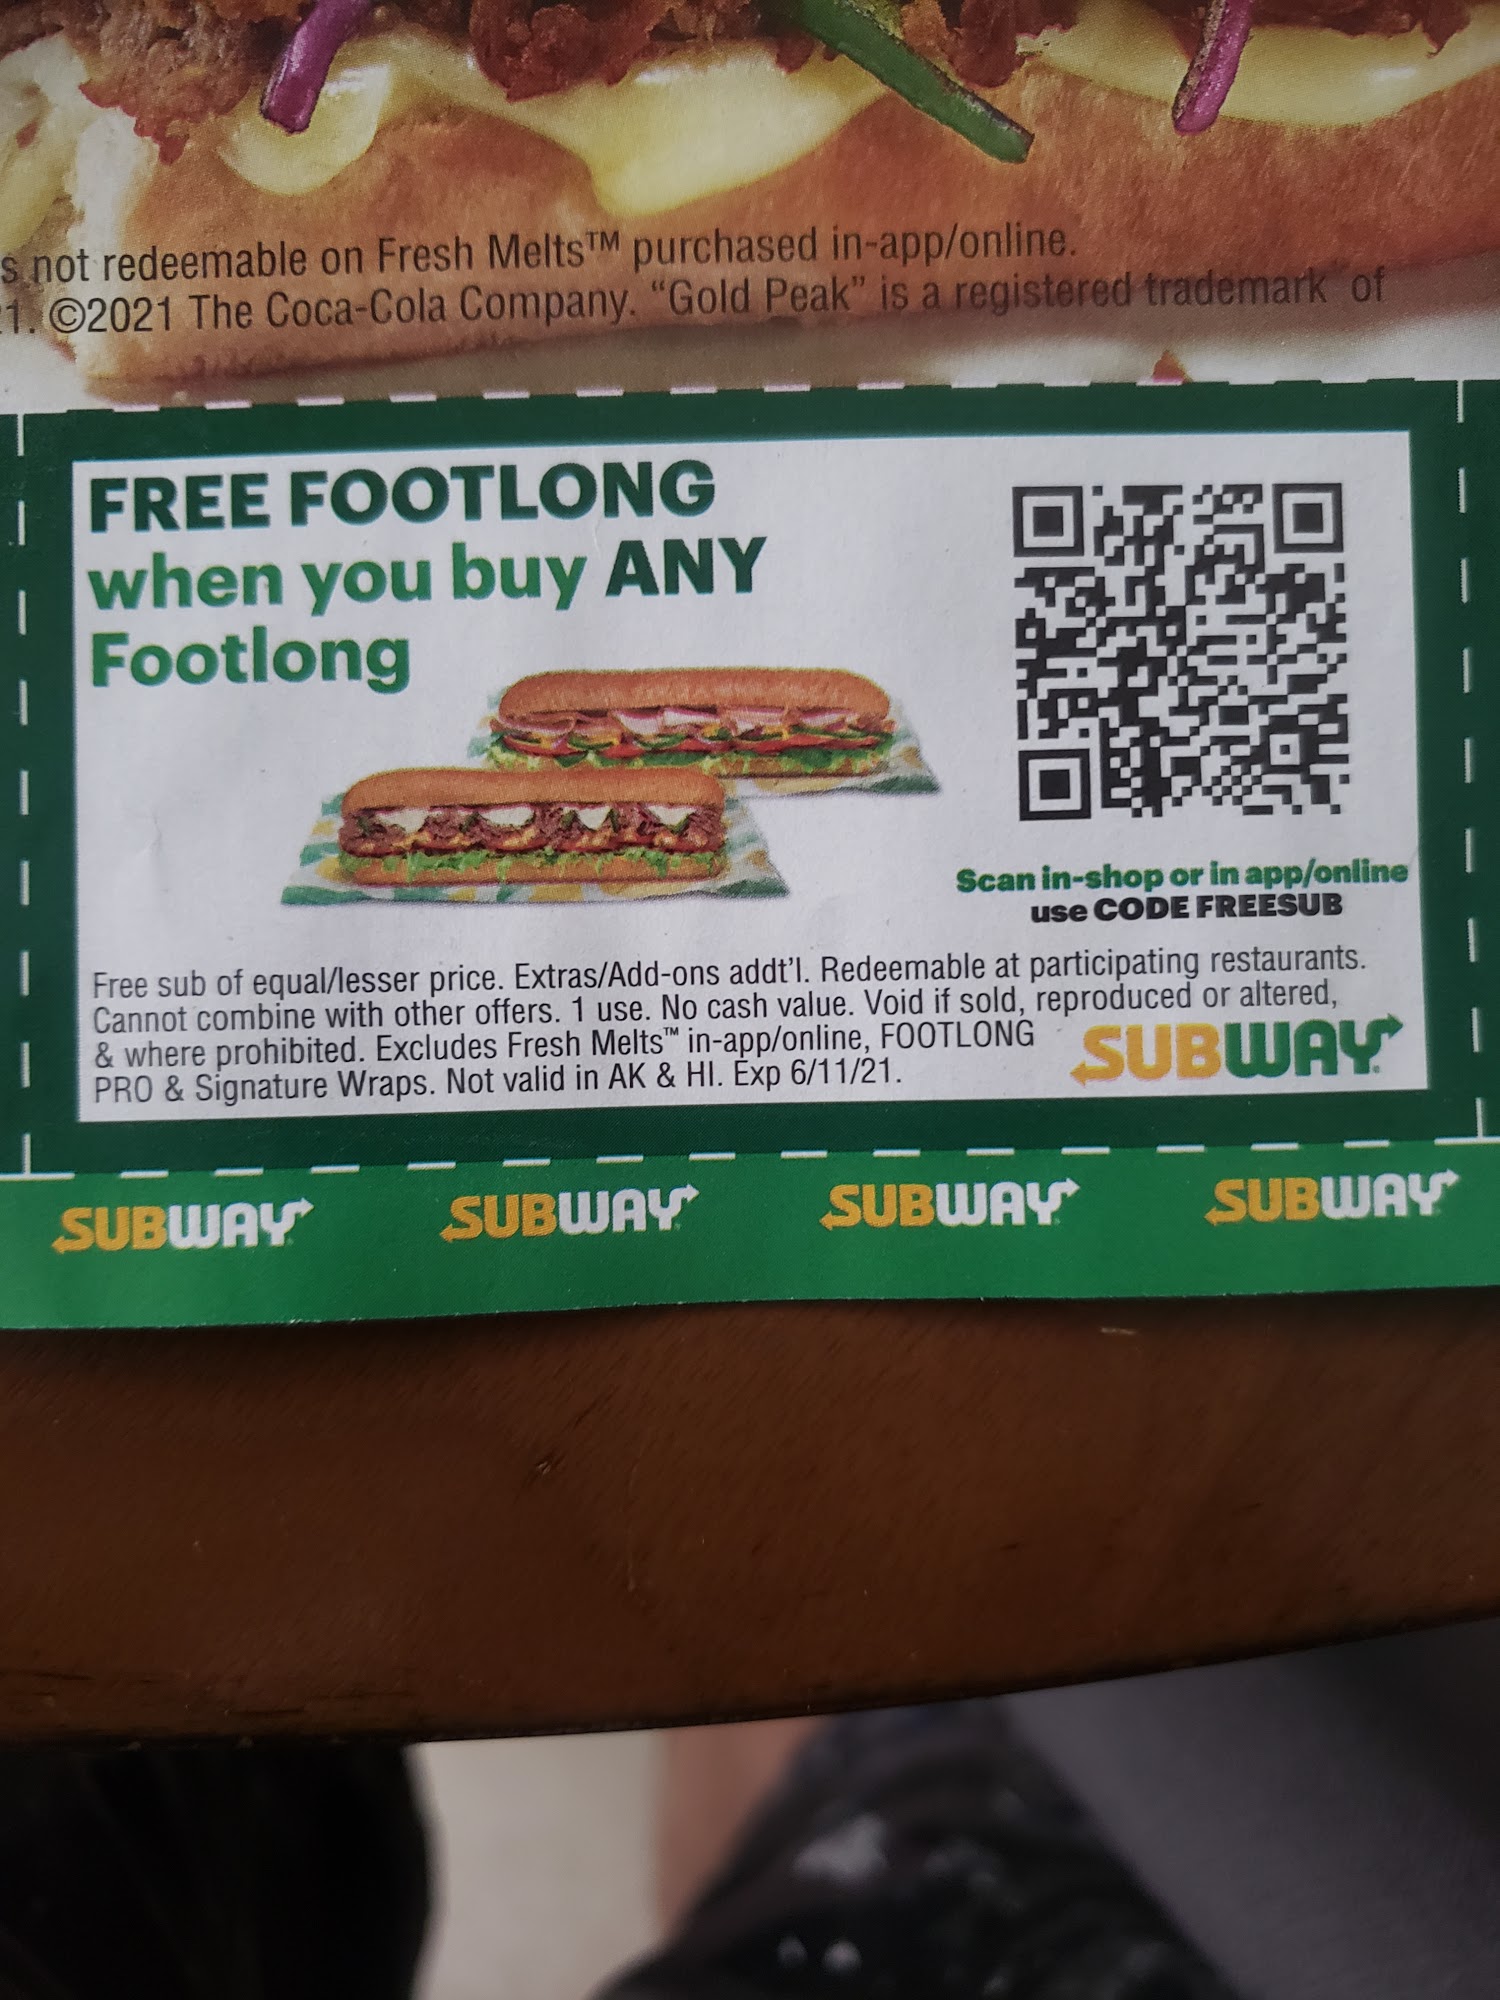 not redeemable on Fresh Melts™ purchased in-app/online.
1. ©2021 The Coca-Cola Company. “Gold Peak” is a registered trademark of
FREE FOOTLONG
when you buy ANY
Footlong
Scan in-shop or in app/online
use CODE FREESUB
Free sub of equal/lesser price. Extras/Add-ons addt'l. Redeemable at participating restaurants.
Cannot combine with other offers. 1 use. No cash value. Void if sold, reproduced or altered,
& where prohibited. Excludes Fresh Melts™ in-app/online, FOOTLONG
PRO & Signature Wraps. Not valid in AK & HI. Exp 6/11/21.
SUBWAY
SUBWAY SUBWAY SUBWAY SUBWAY